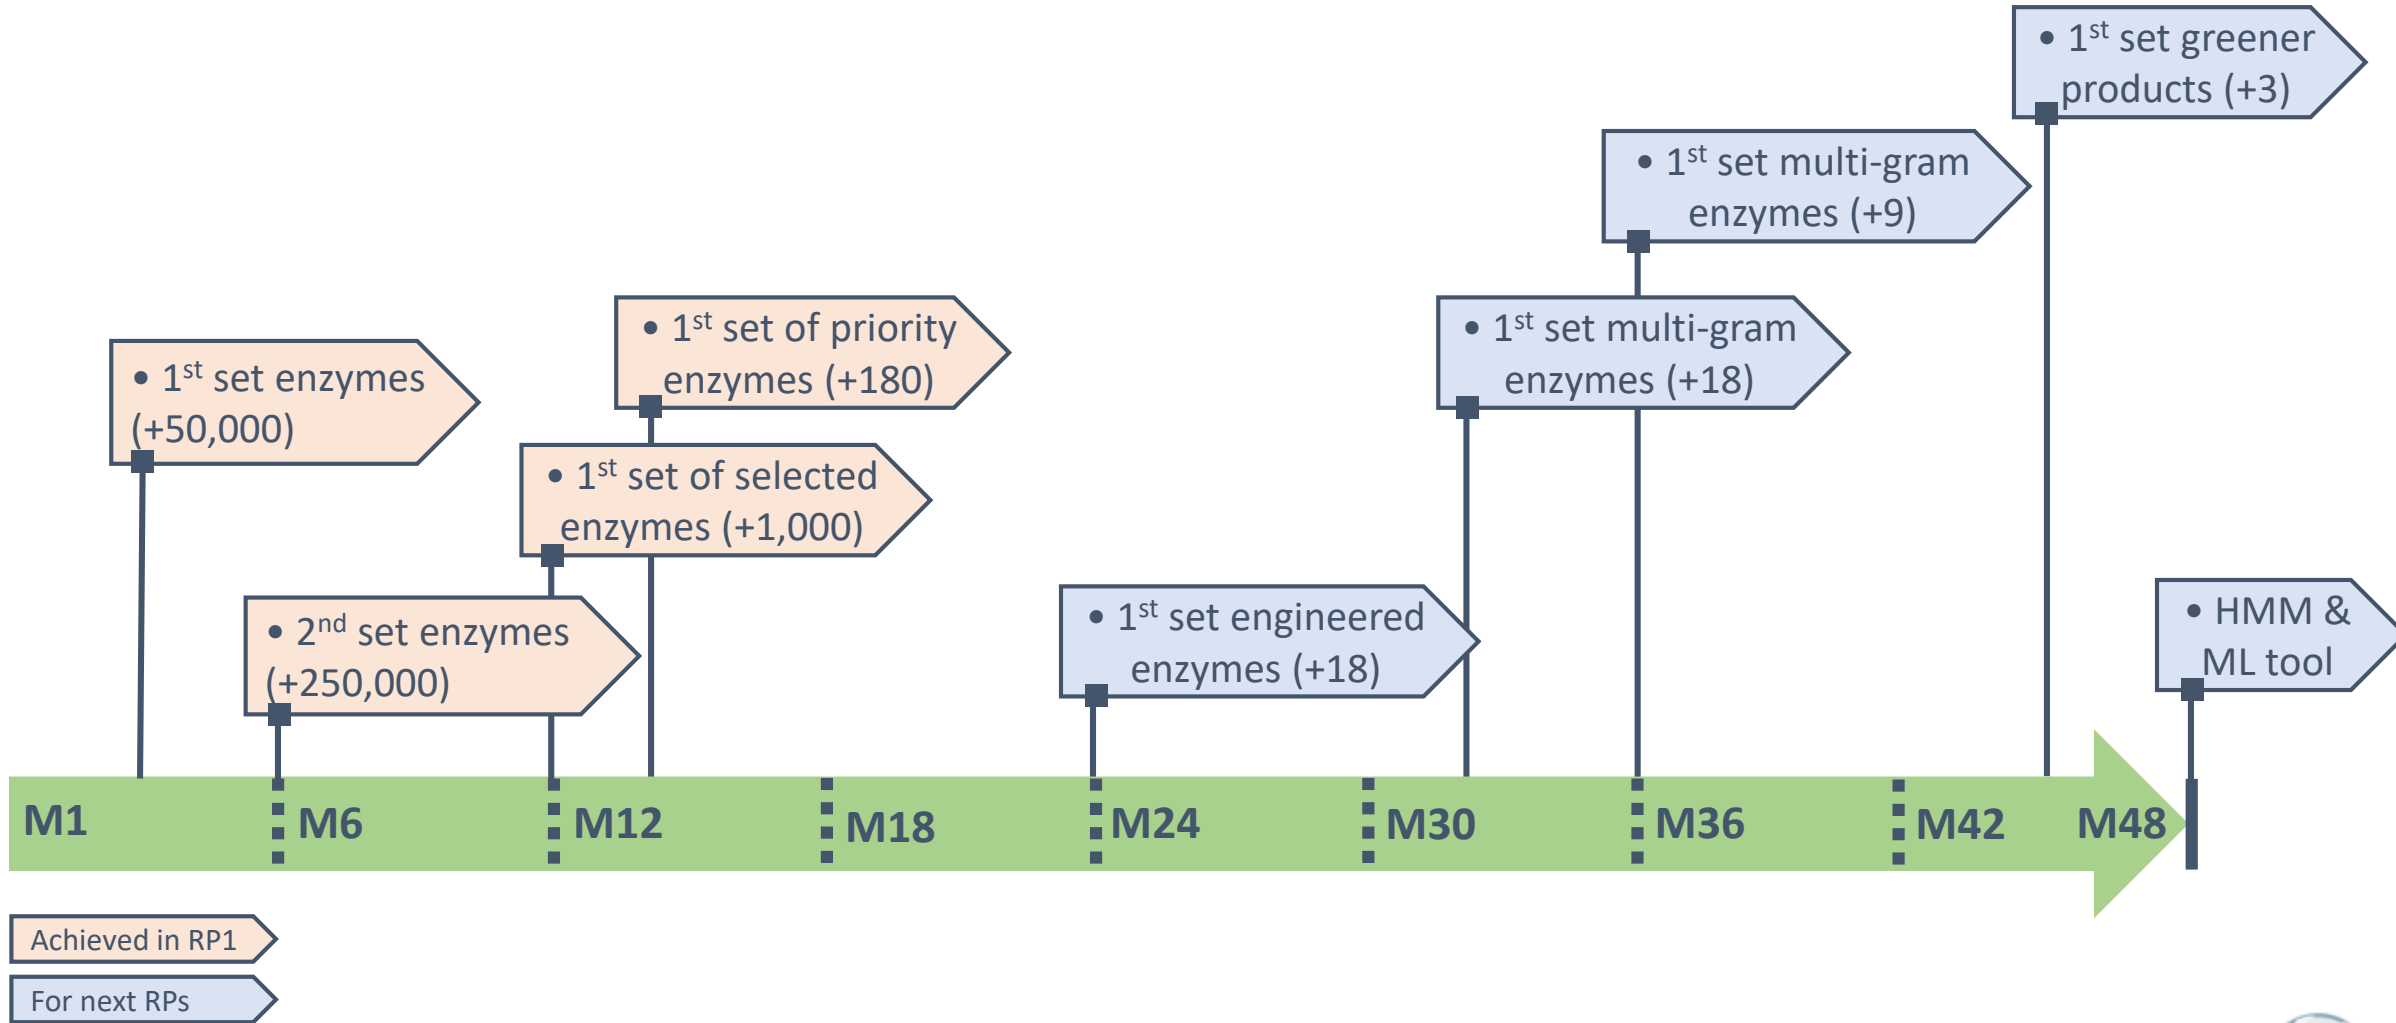 • 1st set greener
products (+3)
• 1st set multi-gram
enzymes (+9)
• 1st set of priority
enzymes (+180)
• 1st set multi-gram
enzymes (+18)
• 1st set enzymes
(+50,000)
• 1st set of selected
enzymes (+1,000)
• 2nd set enzymes
(+250,000)
• 1st set engineered
enzymes (+18)
• HMM &
ML tool
M1 M6 M12 M18 M24 M30 M36 M42 M48
Achieved in RP1
For next RPs